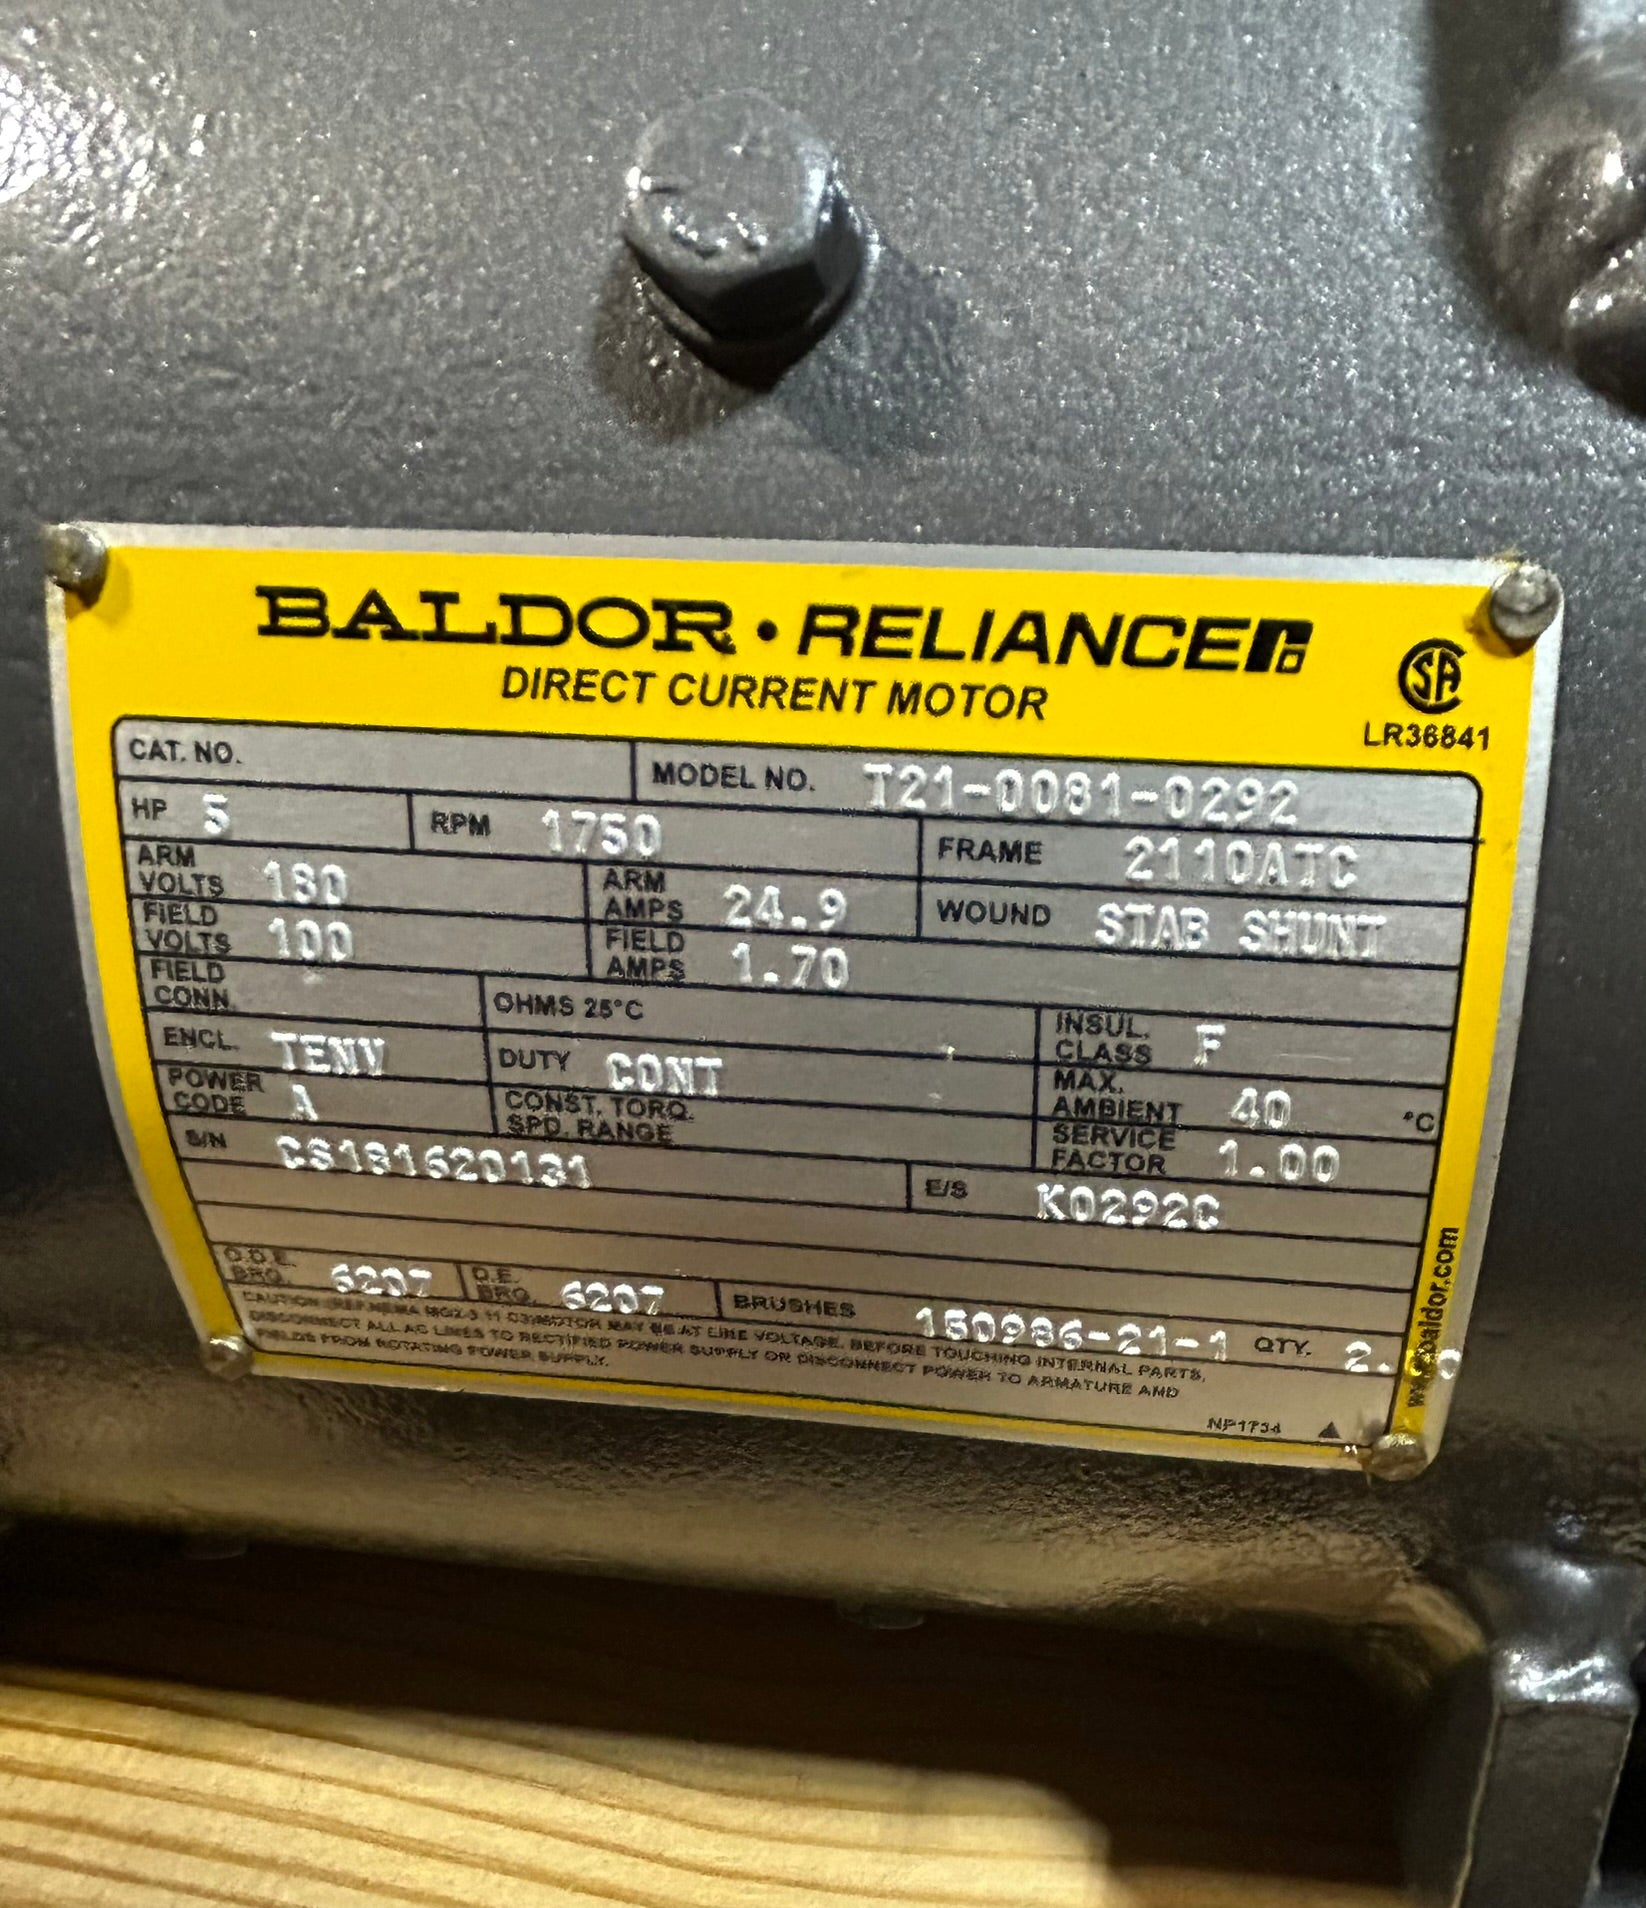 BALDOR • RELIANCE
DIRECT CURRENT MOTOR
LR36841
CAT. NO. MODEL NO. T21-0081-0292
HP 5 RPM 1750 FRAME 2110ATC
ARM VOLTS 180 ARM AMPS 24.9 WOUND STAB SHUNT
FIELD VOLTS 100 FIELD AMPS 1.70
FIELD CONN. OHMS 25°C INSUL. CLASS F
ENCL. TENV DUTY CONT MAX. AMBIENT 40 °C
POWER CODE A CONST. TORQ. SPD. RANGE SERVICE FACTOR 1.00
S/N CS181620131 E/S K0292C
O.D.E. BRG. 6207 D.E. BRG. 6207 BRUSHES 150986-21-1 QTY. 2.
CAUTION MOTOR MAY BE AT LINE VOLTAGE. BEFORE TOUCHING INTERNAL PARTS,
DISCONNECT ALL AC LINES TO RECTIFIED POWER SUPPLY OR DISCONNECT POWER TO ARMATURE AND
FIELDS FROM ROTATING POWER SUPPLY.
NP1734